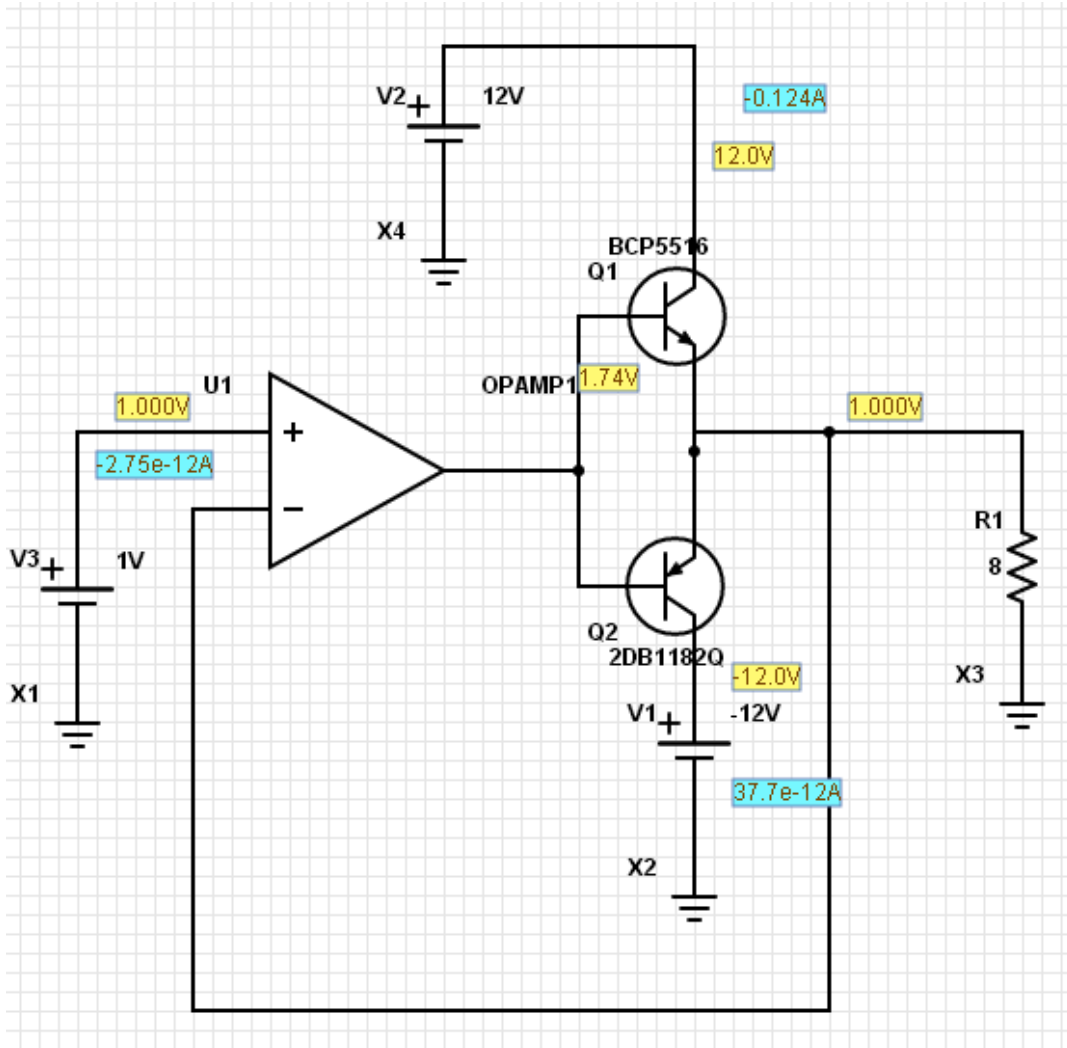 V2
+
12V
-0.124A
12.0V
X4
BCP5516
Q1
U1
OPAMP1
1.74V
1.000V
1.000V
+
-2.75e-12A
−
R1
8
V3
+
1V
Q2
2DB1182Q
-12.0V
X3
X1
V1
+
-12V
37.7e-12A
X2